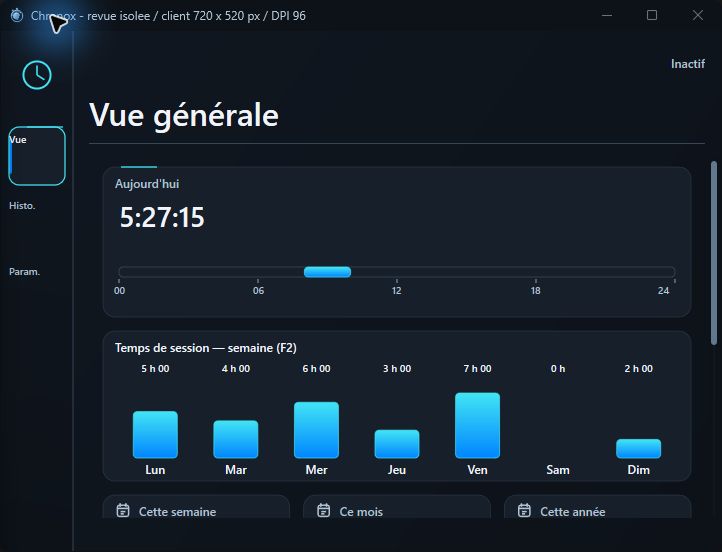 Chronox - revue isolee / client 720 x 520 px / DPI 96
Inactif
Vue générale
Vue
Histo.
Param.
Aujourd'hui
5:27:15
00 06 12 18 24
Temps de session — semaine (F2)
5 h 00 4 h 00 6 h 00 3 h 00 7 h 00 0 h 2 h 00
Lun Mar Mer Jeu Ven Sam Dim
Cette semaine Ce mois Cette année